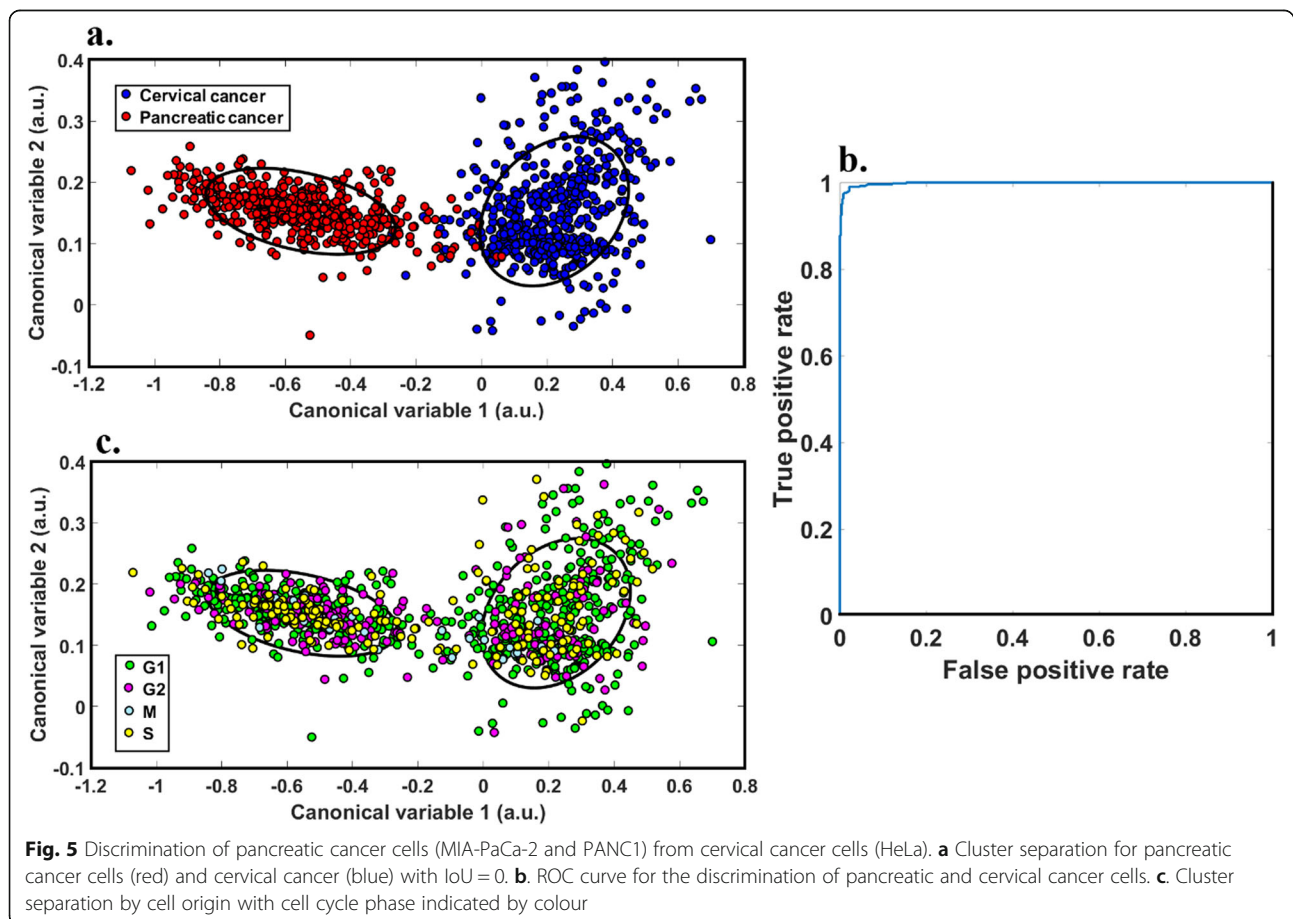 a.
0.4
0.3
0.2
0.1
0
-0.1
Canonical variable 2 (a.u.)
Cervical cancer
Pancreatic cancer
-1.2 -1 -0.8 -0.6 -0.4 -0.2 0 0.2 0.4 0.6 0.8
Canonical variable 1 (a.u.)
b.
1
0.8
0.6
0.4
0.2
0
True positive rate
0 0.2 0.4 0.6 0.8 1
False positive rate
c.
0.4
0.3
0.2
0.1
0
-0.1
Canonical variable 2 (a.u.)
G1
G2
M
S
-1.2 -1 -0.8 -0.6 -0.4 -0.2 0 0.2 0.4 0.6 0.8
Canonical variable 1 (a.u.)
Fig. 5 Discrimination of pancreatic cancer cells (MIA-PaCa-2 and PANC1) from cervical cancer cells (HeLa). a Cluster separation for pancreatic
cancer cells (red) and cervical cancer (blue) with IoU = 0. b. ROC curve for the discrimination of pancreatic and cervical cancer cells. c. Cluster
separation by cell origin with cell cycle phase indicated by colour